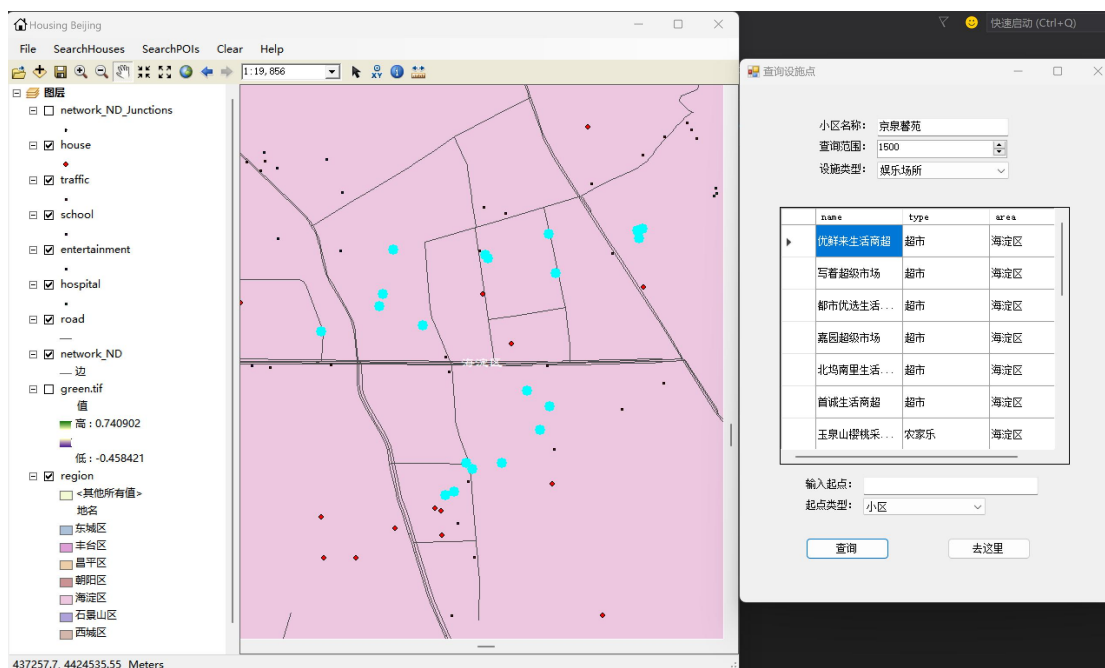 Housing Beijing
File SearchHouses SearchPOIs Clear Help
1:19,856
图层
network_ND_Junctions
house
traffic
school
entertainment
hospital
road
network_ND
边
green.tif
值
高 : 0.740902
低 : -0.458421
region
<其他所有值>
地名
东城区
丰台区
昌平区
朝阳区
海淀区
石景山区
西城区
海淀区
437257.7, 4424535.55 Meters
快速启动 (Ctrl+Q)
查询设施点
小区名称： 京泉馨苑
查询范围： 1500
设施类型： 娱乐场所
name type area
优鲜来生活商超 超市 海淀区
写着超级市场 超市 海淀区
都市优选生活... 超市 海淀区
嘉园超级市场 超市 海淀区
北坞南里生活... 超市 海淀区
首诚生活商超 超市 海淀区
玉泉山樱桃采... 农家乐 海淀区
输入起点：
起点类型： 小区
查询 去这里